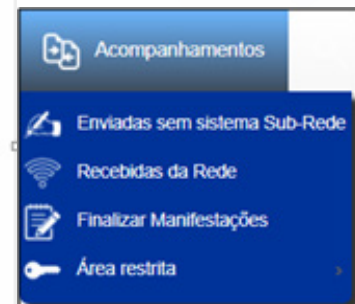 Acompanhamentos
Enviadas sem sistema Sub-Rede
Recebidas da Rede
Finalizar Manifestações
Área restrita